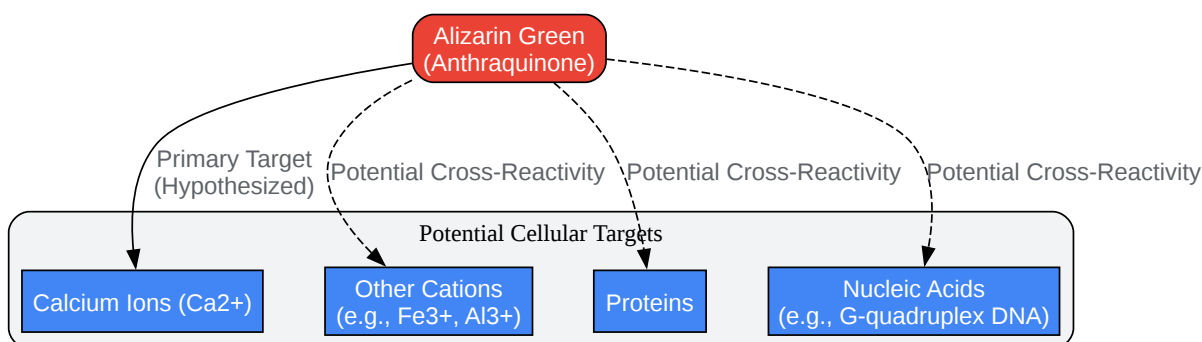 Alizarin Green
(Anthraquinone)
Primary Target
(Hypothesized)
Potential Cross-Reactivity
Potential Cross-Reactivity
Potential Cross-Reactivity
Potential Cellular Targets
Calcium Ions (Ca2+)
Other Cations
(e.g., Fe3+, Al3+)
Proteins
Nucleic Acids
(e.g., G-quadruplex DNA)